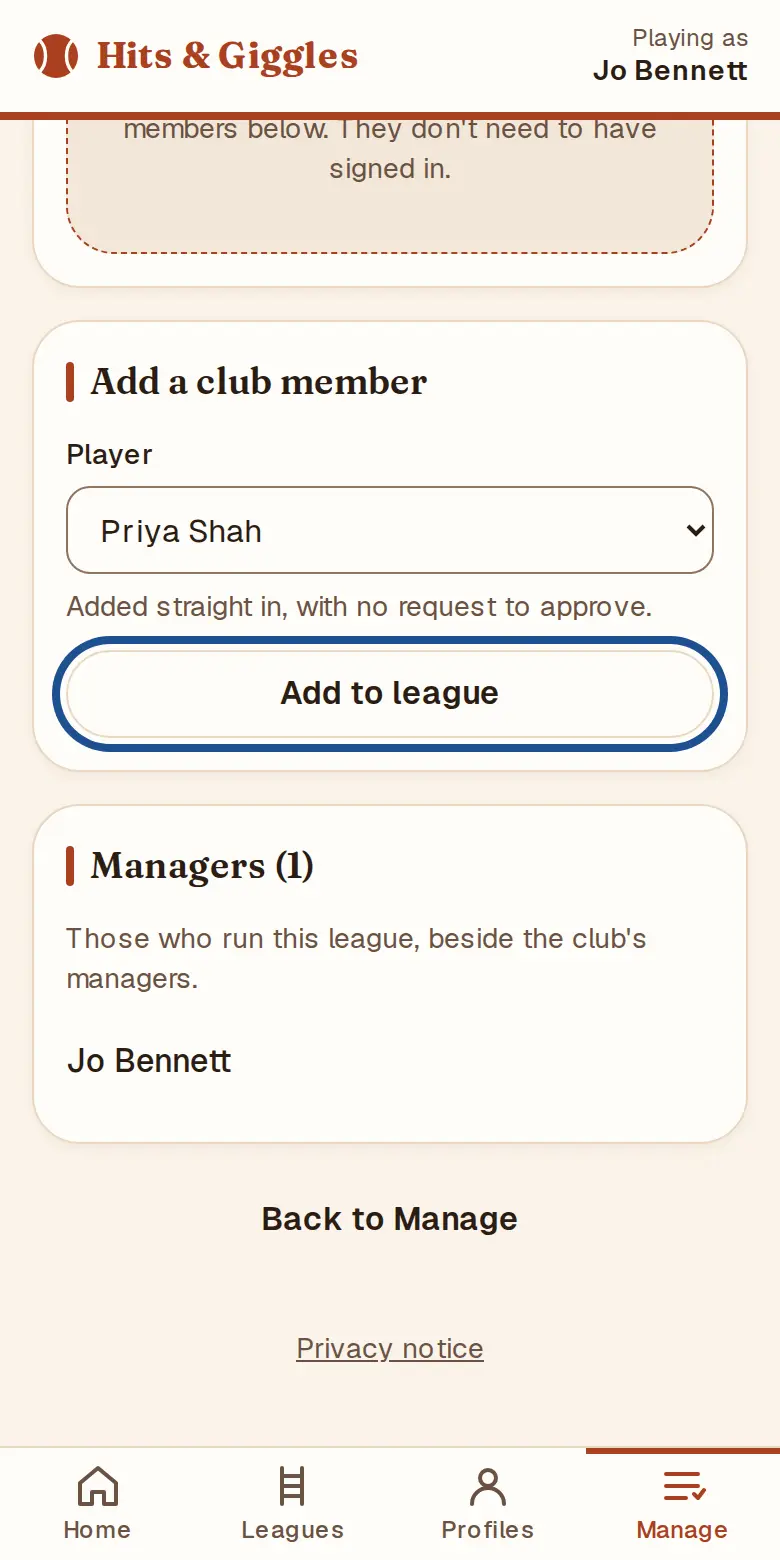 Hits & Giggles
Playing as
Jo Bennett
members below. They don't need to have
signed in.
Add a club member
Player
Priya Shah
Added straight in, with no request to approve.
Add to league
Managers (1)
Those who run this league, beside the club's
managers.
Jo Bennett
Back to Manage
Privacy notice
Home
Leagues
Profiles
Manage